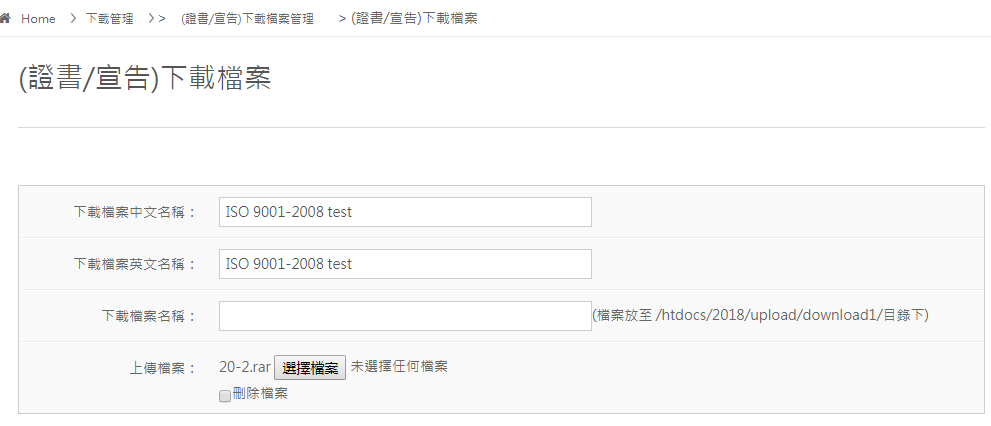 Home > 下載管理 >> (證書/宣告)下載檔案管理 > (證書/宣告)下載檔案
(證書/宣告)下載檔案
下載檔案中文名稱： ISO 9001-2008 test
下載檔案英文名稱： ISO 9001-2008 test
下載檔案名稱： (檔案放至 /htdocs/2018/upload/download1/目錄下)
上傳檔案： 20-2.rar 選擇檔案 未選擇任何檔案
刪除檔案